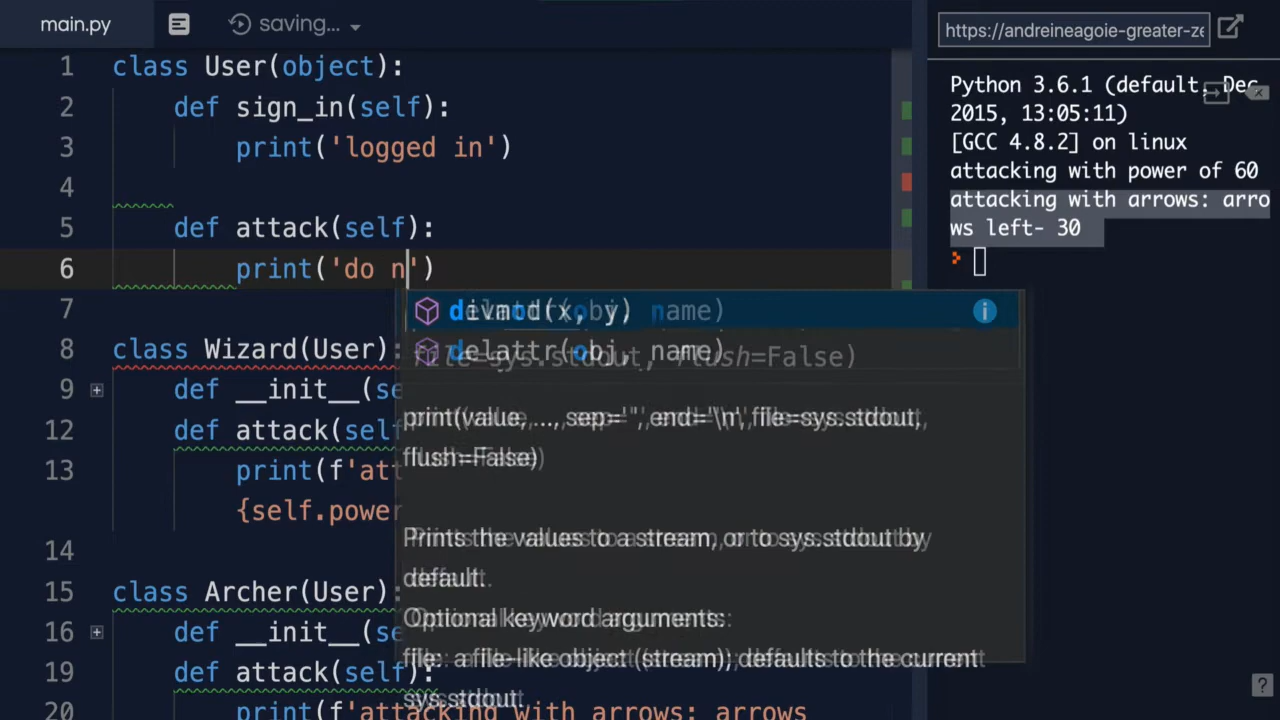 main.py
saving...
1 class User(object):
2 def sign_in(self):
3 print('logged in')
4
5 def attack(self):
6 print('do n')
7
8 class Wizard(User):
9 def __init__(se
12 def attack(self
13 print(f'att
{self.power
14
15 class Archer(User):
16 def __init__(se
19 def attack(self):
20 print(f'attacking with arrows: arrows
delattr(obj, name)
file=sys.stdout, flush=False)
print(value, ..., sep='', end='\n', file=sys.stdout,
flush=False)
Prints the values to a stream, or to sys.stdout by
default.
Optional keyword arguments:
file: a file-like object (stream); defaults to the current
sys.stdout.
https://andreineagoie-greater-ze
Python 3.6.1 (default, Dec
2015, 13:05:11)
[GCC 4.8.2] on linux
attacking with power of 60
attacking with arrows: arro
ws left- 30